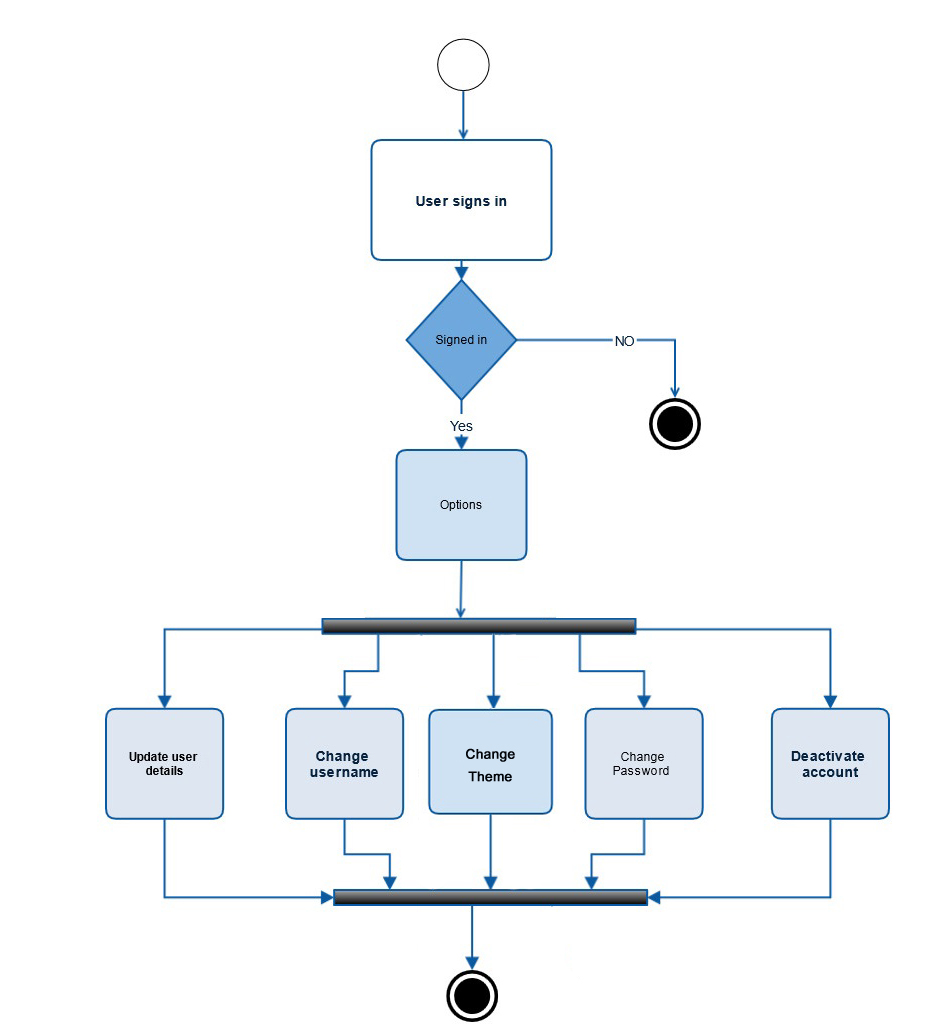 User signs in
Signed in
NO
Yes
Options
Update user
details
Change
username
Change
Theme
Change
Password
Deactivate
account